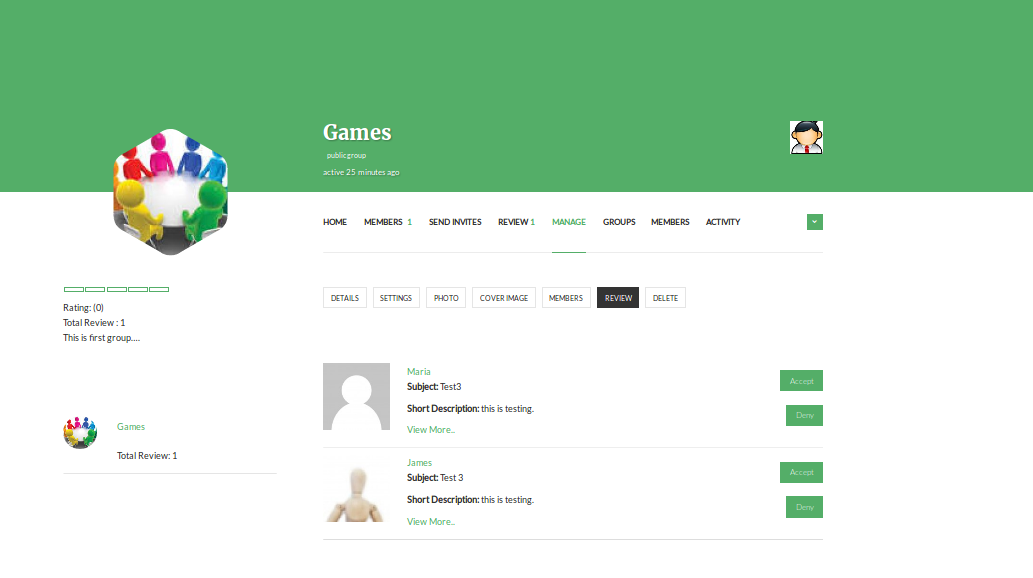 Games
public group
active 25 minutes ago
HOME MEMBERS 1 SEND INVITES REVIEW 1 MANAGE GROUPS MEMBERS ACTIVITY
DETAILS SETTINGS PHOTO COVER IMAGE MEMBERS REVIEW DELETE
Rating: (0)
Total Review : 1
This is first group....
Games
Total Review: 1
Maria
Subject: Test3
Short Description: this is testing.
View More..
Accept
Deny
James
Subject: Test 3
Short Description: this is testing.
View More..
Accept
Deny